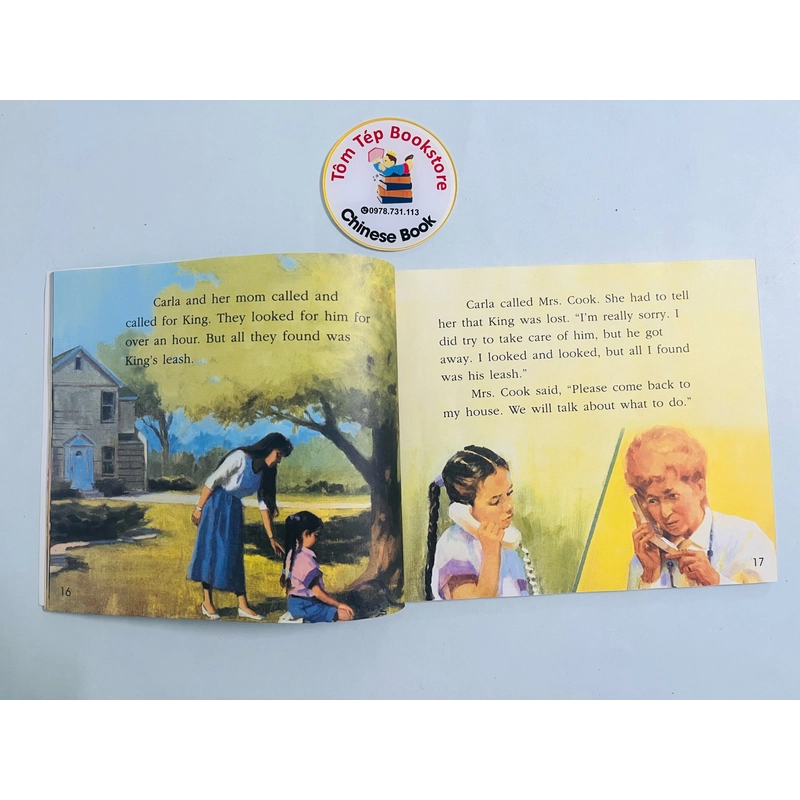 Tôm Tép Bookstore
0978.731.113
Chinese Book
Carla and her mom called and
called for King. They looked for him for
over an hour. But all they found was
King's leash.
16
Carla called Mrs. Cook. She had to tell
her that King was lost. "I'm really sorry. I
did try to take care of him, but he got
away. I looked and looked, but all I found
was his leash."
Mrs. Cook said, "Please come back to
my house. We will talk about what to do."
17